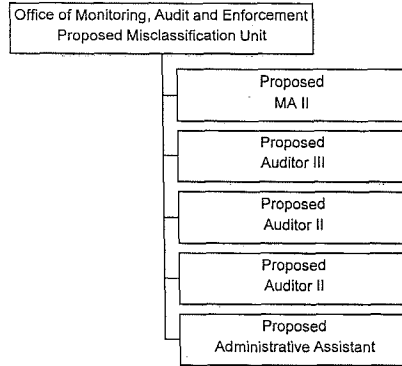 Office of Monitoring, Audit and Enforcement
Proposed Misclassification Unit
Proposed
MA II
Proposed
Auditor III
Proposed
Auditor II
Proposed
Auditor II
Proposed
Administrative Assistant